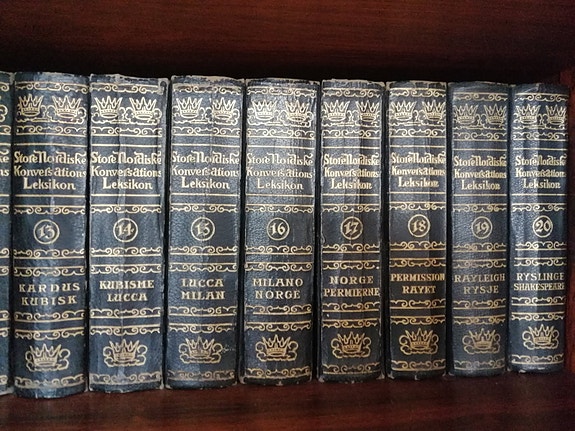 Store Nordiske
Konversations
Leksikon
13
KARDUS
KUBISK
Store Nordiske
Konversations
Leksikon
14
KUBISME
LUCCA
Store Nordiske
Konversations
Leksikon
15
LUCCA
MILAN
Store Nordiske
Konversations
Leksikon
16
MILANO
NORGE
Store Nordiske
Konversations
Leksikon
17
NORGE
PERMIERNE
Store Nordiske
Konversations
Leksikon
18
PERMISSION
RAYET
Store Nordiske
Konversations
Leksikon
19
RAYLEIGH
RYSJE
Store Nordiske
Konversations
Leksikon
20
RYSLINGE
SHAKESPEARE